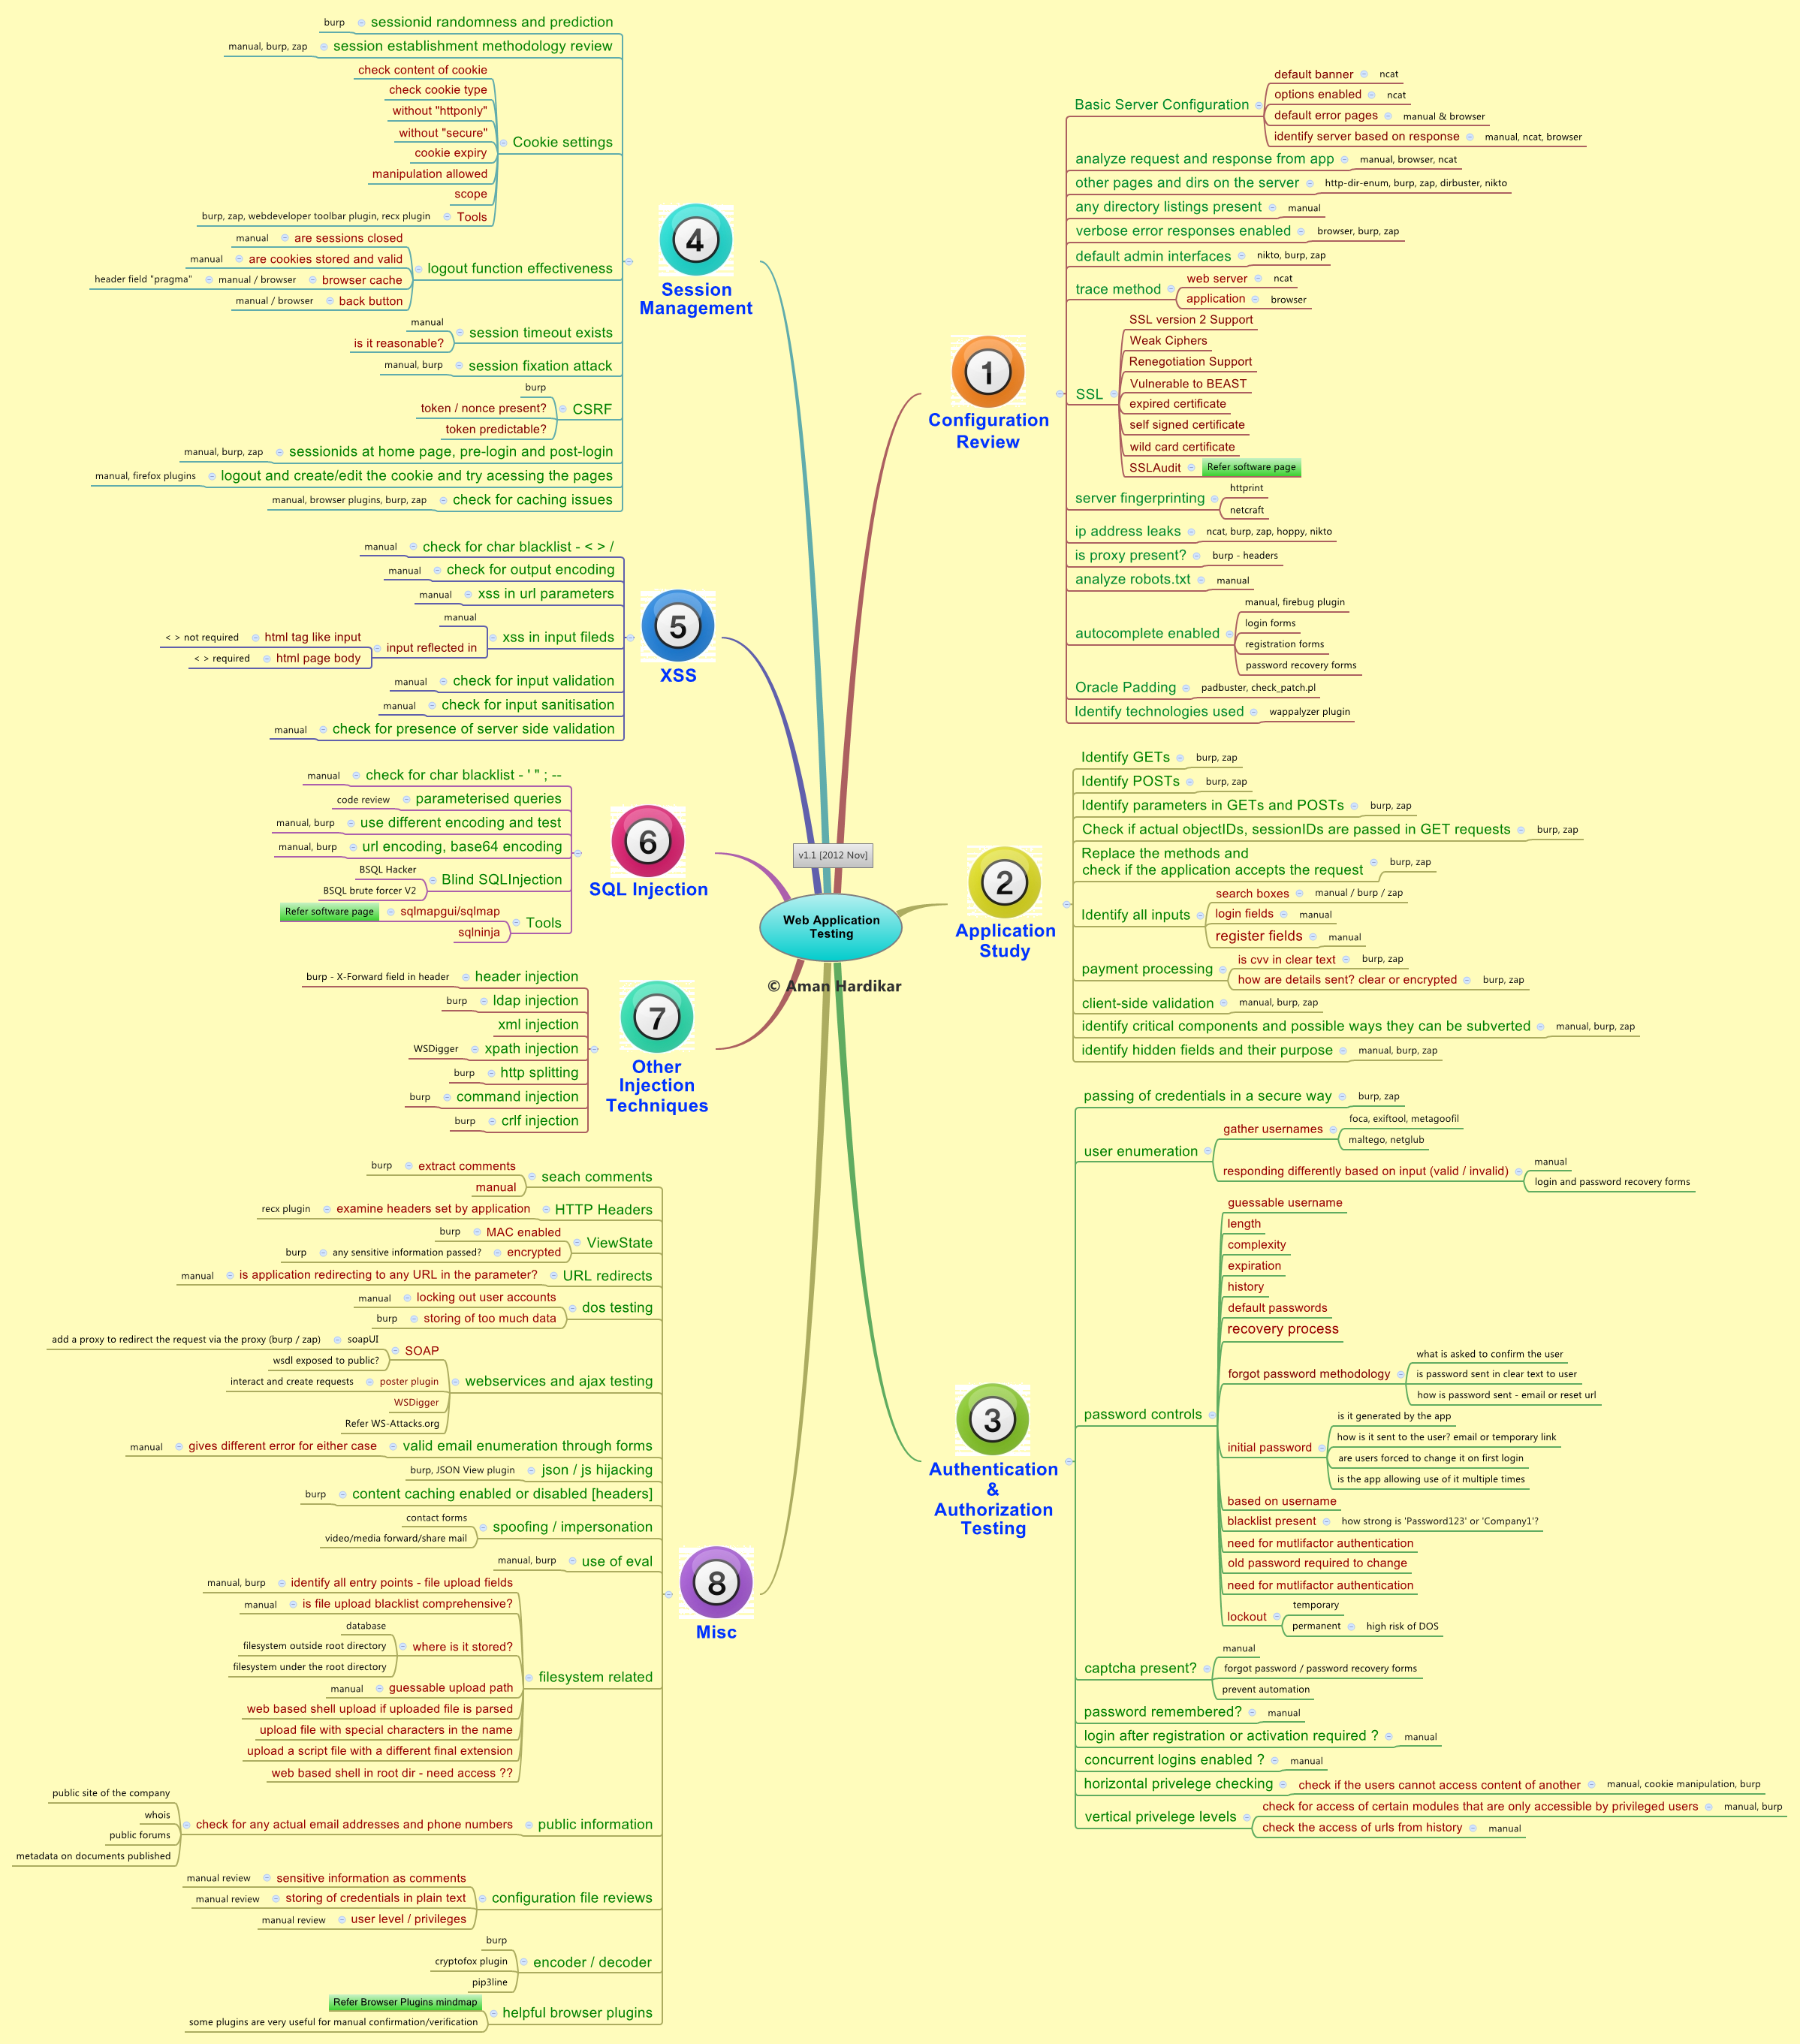 Web Application
Testing
v1.1 [2012 Nov]
© Aman Hardikar
1
Configuration
Review
Basic Server Configuration
default banner
ncat
options enabled
ncat
default error pages
manual & browser
identify server based on response
manual, ncat, browser
analyze request and response from app
manual, browser, ncat
other pages and dirs on the server
http-dir-enum, burp, zap, dirbuster, nikto
any directory listings present
manual
verbose error responses enabled
browser, burp, zap
default admin interfaces
nikto, burp, zap
trace method
web server
ncat
application
browser
SSL
SSL version 2 Support
Weak Ciphers
Renegotiation Support
Vulnerable to BEAST
expired certificate
self signed certificate
wild card certificate
SSLAudit
Refer software page
server fingerprinting
httprint
netcraft
ip address leaks
ncat, burp, zap, hoppy, nikto
is proxy present?
burp - headers
analyze robots.txt
manual
autocomplete enabled
manual, firebug plugin
login forms
registration forms
password recovery forms
Oracle Padding
padbuster, check_patch.pl
Identify technologies used
wappalyzer plugin
2
Application
Study
Identify GETs
burp, zap
Identify POSTs
burp, zap
Identify parameters in GETs and POSTs
burp, zap
Check if actual objectIDs, sessionIDs are passed in GET requests
burp, zap
Replace the methods and
check if the application accepts the request
burp, zap
Identify all inputs
search boxes
manual / burp / zap
login fields
manual
register fields
manual
payment processing
is cvv in clear text
burp, zap
how are details sent? clear or encrypted
burp, zap
client-side validation
manual, burp, zap
identify critical components and possible ways they can be subverted
manual, burp, zap
identify hidden fields and their purpose
manual, burp, zap
3
Authentication
&
Authorization
Testing
passing of credentials in a secure way
burp, zap
user enumeration
gather usernames
foca, exiftool, metagoofil
maltego, netglub
responding differently based on input (valid / invalid)
manual
login and password recovery forms
password controls
guessable username
length
complexity
expiration
history
default passwords
recovery process
forgot password methodology
what is asked to confirm the user
is password sent in clear text to user
how is password sent - email or reset url
initial password
is it generated by the app
how is it sent to the user? email or temporary link
are users forced to change it on first login
is the app allowing use of it multiple times
based on username
blacklist present
how strong is 'Password123' or 'Company1'?
need for mutlifactor authentication
old password required to change
need for mutlifactor authentication
lockout
temporary
permanent
high risk of DOS
captcha present?
manual
forgot password / password recovery forms
prevent automation
password remembered?
manual
login after registration or activation required ?
manual
concurrent logins enabled ?
manual
horizontal privelege checking
check if the users cannot access content of another
manual, cookie manipulation, burp
vertical privelege levels
check for access of certain modules that are only accessible by privileged users
manual, burp
check the access of urls from history
manual
4
Session
Management
sessionid randomness and prediction
burp
session establishment methodology review
manual, burp, zap
Cookie settings
check content of cookie
check cookie type
without "httponly"
without "secure"
cookie expiry
manipulation allowed
scope
Tools
burp, zap, webdeveloper toolbar plugin, recx plugin
logout function effectiveness
are sessions closed
manual
are cookies stored and valid
manual
browser cache
manual / browser
header field "pragma"
back button
manual / browser
session timeout exists
manual
is it reasonable?
session fixation attack
manual, burp
CSRF
burp
token / nonce present?
token predictable?
sessionids at home page, pre-login and post-login
manual, burp, zap
logout and create/edit the cookie and try acessing the pages
manual, firefox plugins
check for caching issues
manual, browser plugins, burp, zap
5
XSS
check for char blacklist - < > /
manual
check for output encoding
manual
xss in url parameters
manual
xss in input fileds
manual
input reflected in
html tag like input
< > not required
html page body
< > required
check for input validation
manual
check for input sanitisation
manual
check for presence of server side validation
manual
6
SQL Injection
check for char blacklist - ' " ; --
manual
parameterised queries
code review
use different encoding and test
manual, burp
url encoding, base64 encoding
manual, burp
Blind SQLInjection
BSQL Hacker
BSQL brute forcer V2
Tools
sqlmapgui/sqlmap
Refer software page
sqlninja
7
Other
Injection
Techniques
header injection
burp - X-Forward field in header
ldap injection
burp
xml injection
xpath injection
WSDigger
http splitting
burp
command injection
burp
crlf injection
burp
8
Misc
seach comments
extract comments
burp
manual
HTTP Headers
examine headers set by application
recx plugin
ViewState
MAC enabled
burp
encrypted
any sensitive information passed?
burp
URL redirects
is application redirecting to any URL in the parameter?
manual
dos testing
locking out user accounts
manual
storing of too much data
burp
webservices and ajax testing
SOAP
soapUI
add a proxy to redirect the request via the proxy (burp / zap)
wsdl exposed to public?
poster plugin
interact and create requests
WSDigger
Refer WS-Attacks.org
valid email enumeration through forms
gives different error for either case
manual
json / js hijacking
burp, JSON View plugin
content caching enabled or disabled [headers]
burp
spoofing / impersonation
contact forms
video/media forward/share mail
use of eval
manual, burp
filesystem related
identify all entry points - file upload fields
manual, burp
is file upload blacklist comprehensive?
manual
where is it stored?
database
filesystem outside root directory
filesystem under the root directory
guessable upload path
manual
web based shell upload if uploaded file is parsed
upload file with special characters in the name
upload a script file with a different final extension
web based shell in root dir - need access ??
public information
check for any actual email addresses and phone numbers
public site of the company
whois
public forums
metadata on documents published
configuration file reviews
sensitive information as comments
manual review
storing of credentials in plain text
manual review
user level / privileges
manual review
encoder / decoder
burp
cryptofox plugin
pip3line
helpful browser plugins
Refer Browser Plugins mindmap
some plugins are very useful for manual confirmation/verification